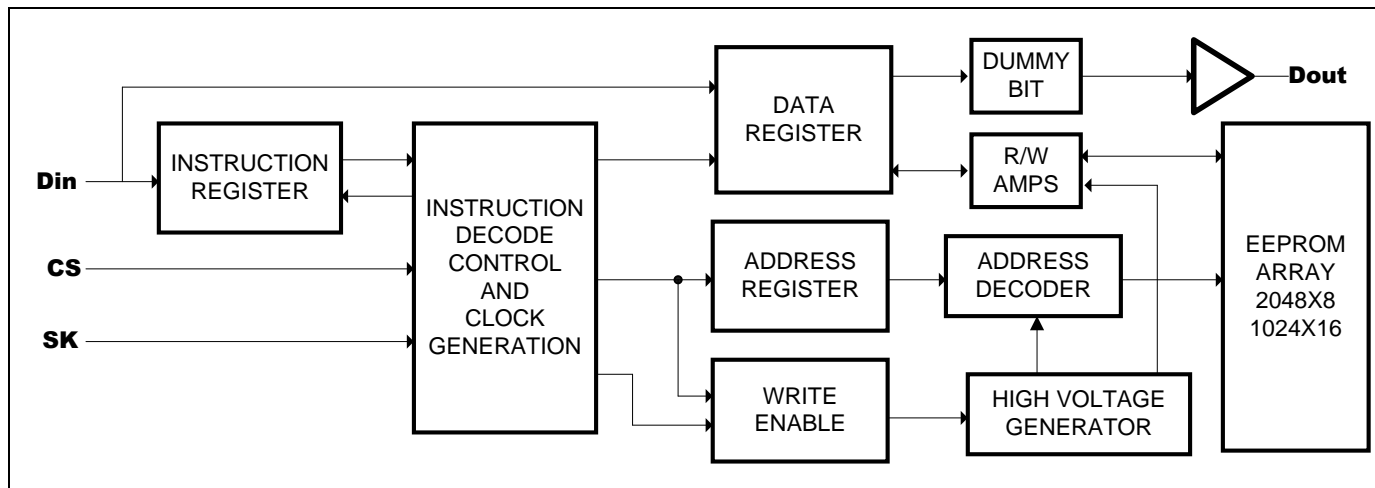 DUMMY
BIT
Dout
DATA
REGISTER
Din
INSTRUCTION
REGISTER
R/W
AMPS
INSTRUCTION
DECODE
CONTROL
AND
CLOCK
GENERATION
CS
SK
ADDRESS
REGISTER
ADDRESS
DECODER
EEPROM
ARRAY
2048X8
1024X16
WRITE
ENABLE
HIGH VOLTAGE
GENERATOR